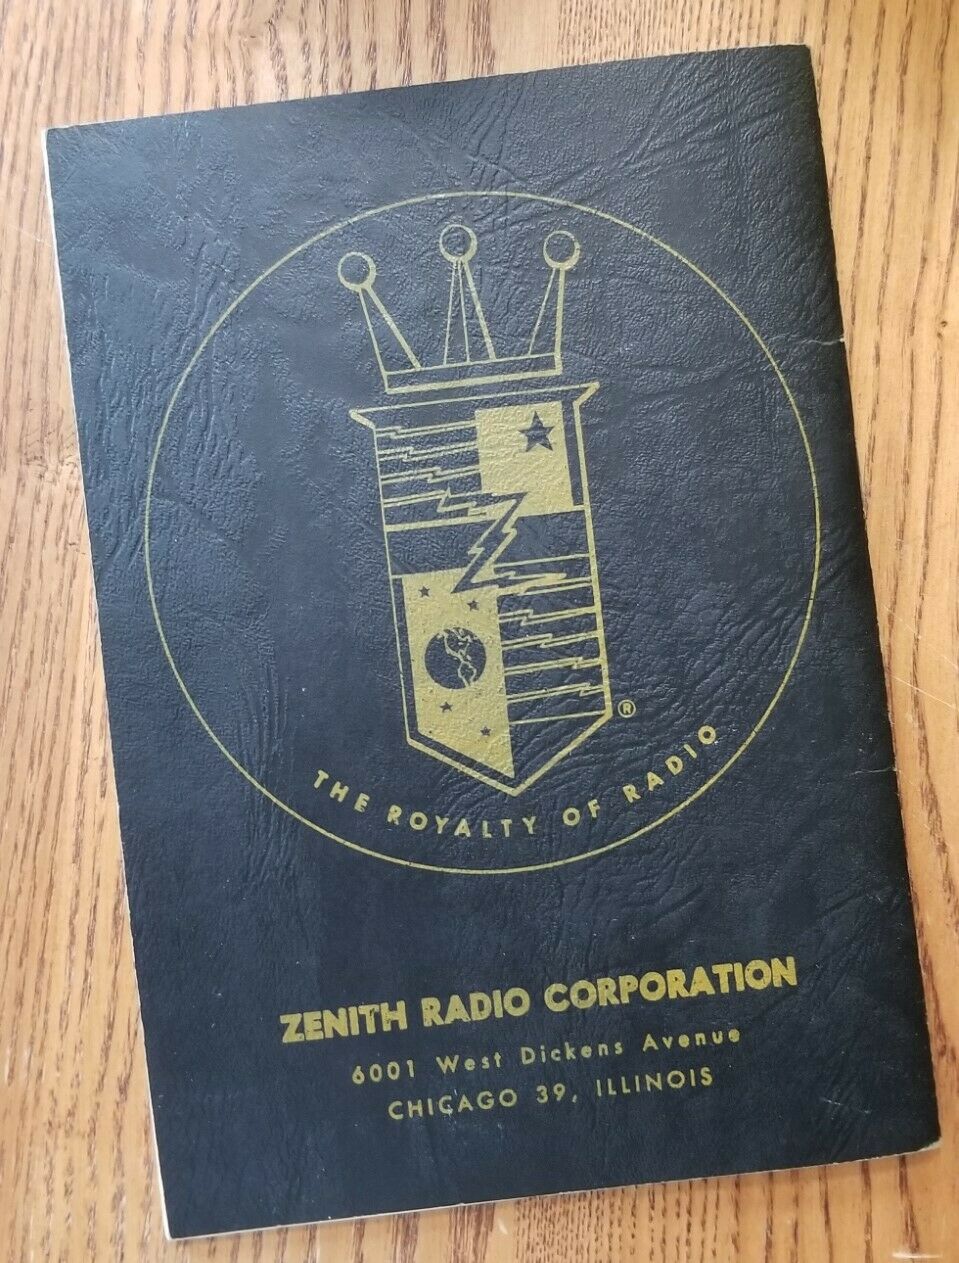 ®
THE ROYALTY OF RADIO
ZENITH RADIO CORPORATION
6001 West Dickens Avenue
CHICAGO 39, ILLINOIS